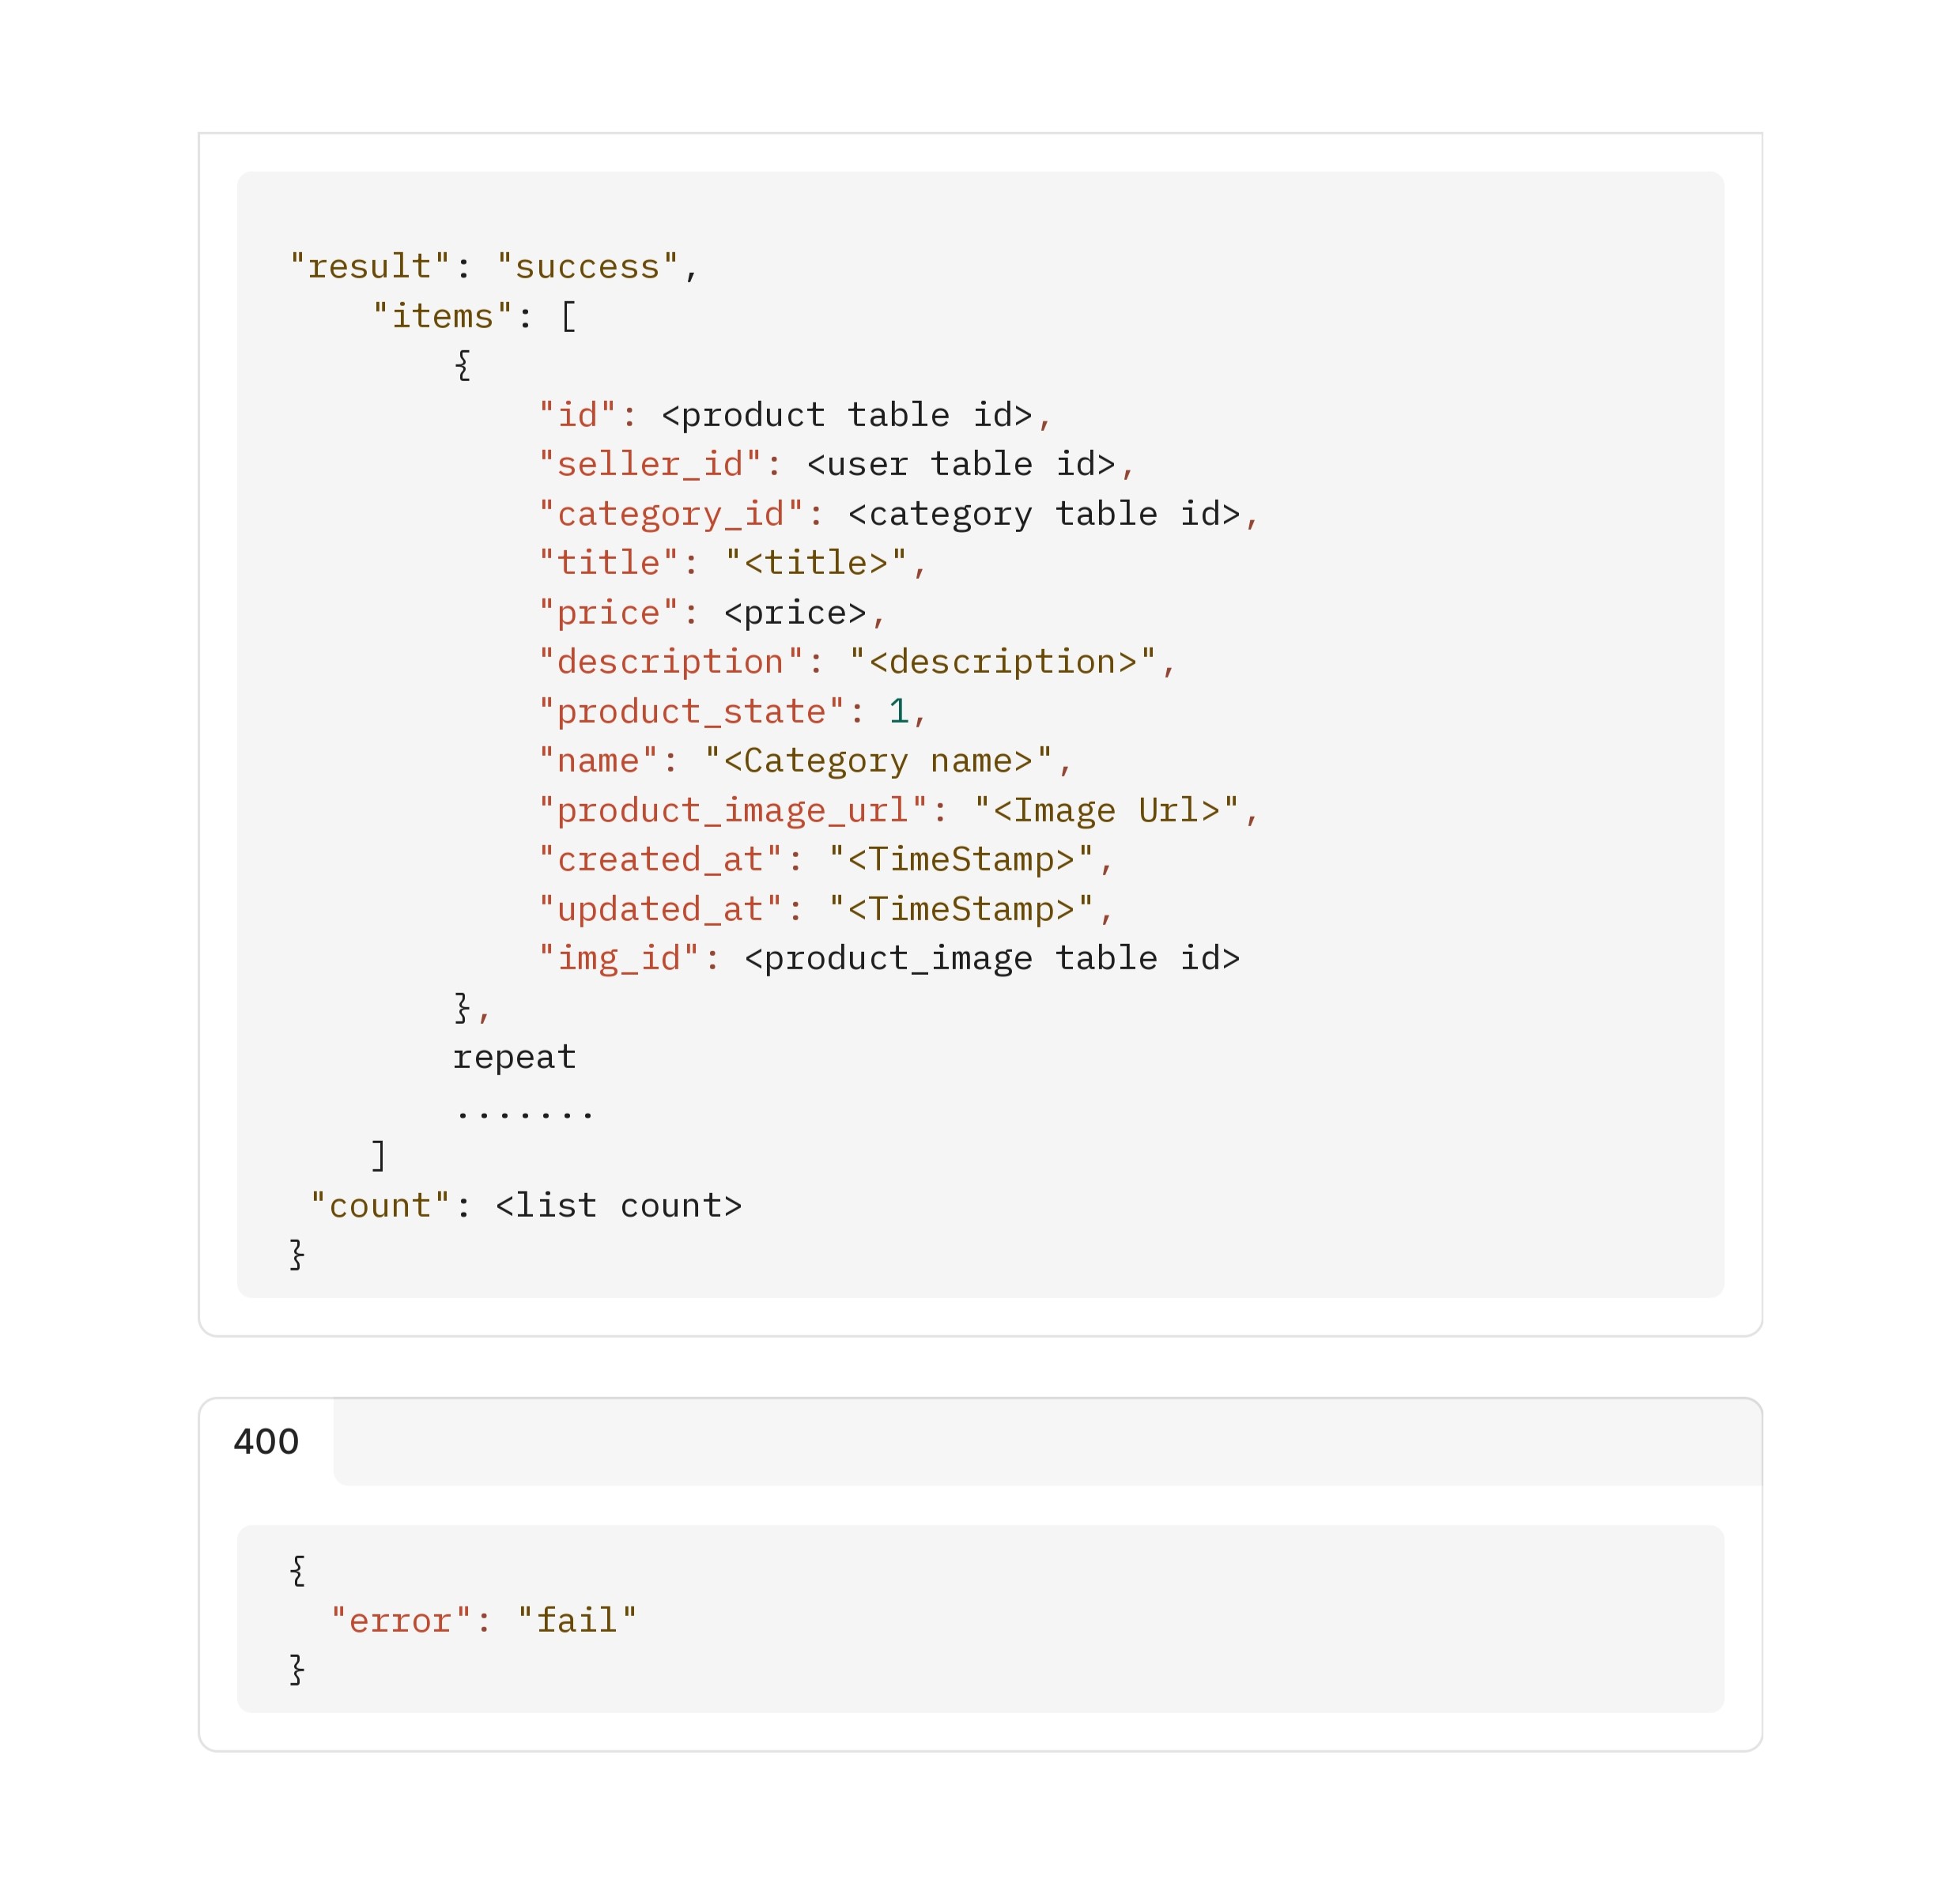 "result": "success",
    "items": [
        {
            "id": <product table id>,
            "seller_id": <user table id>,
            "category_id": <category table id>,
            "title": "<title>",
            "price": <price>,
            "description": "<description>",
            "product_state": 1,
            "name": "<Category name>",
            "product_image_url": "<Image Url>",
            "created_at": "<TimeStamp>",
            "updated_at": "<TimeStamp>",
            "img_id": <product_image table id>
        },
        repeat
        .......
    ]
 "count": <list count>
}
400
{
  "error": "fail"
}